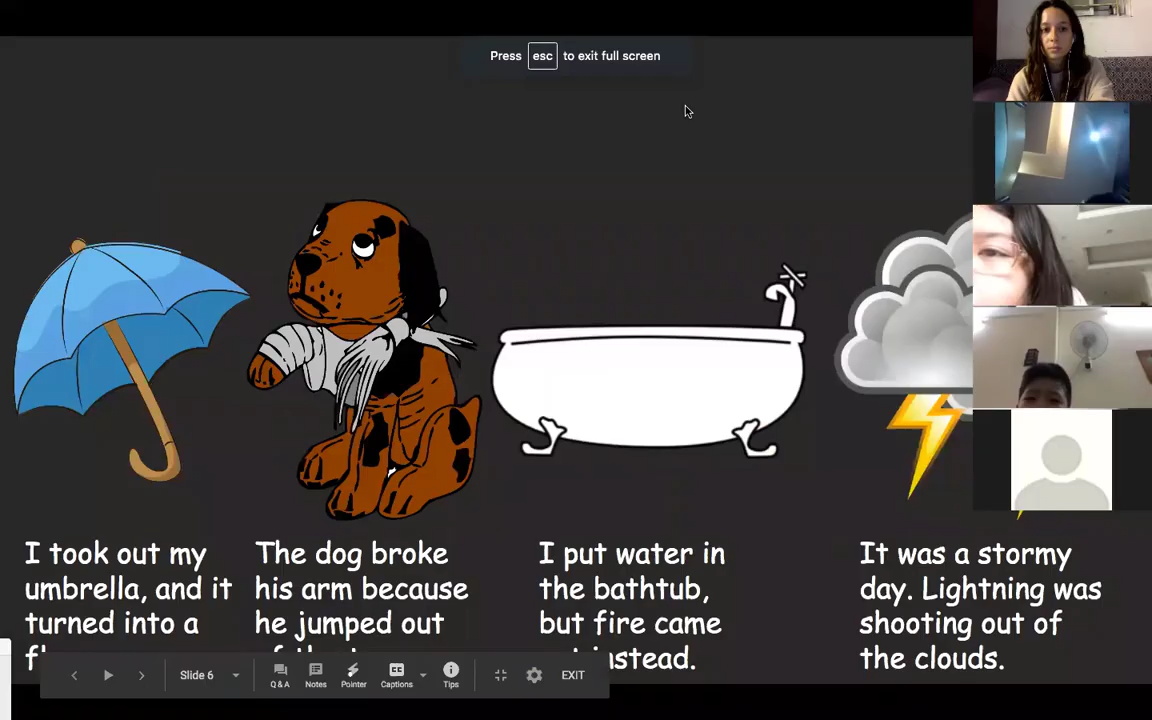 Press esc to exit full screen
I took out my
umbrella, and it
turned into a
The dog broke
his arm because
he jumped out
I put water in
the bathtub,
but fire came
instead.
It was a stormy
day. Lightning was
shooting out of
the clouds.
Slide 6
Q & A
Notes
Pointer
CC
Captions
Tips
EXIT